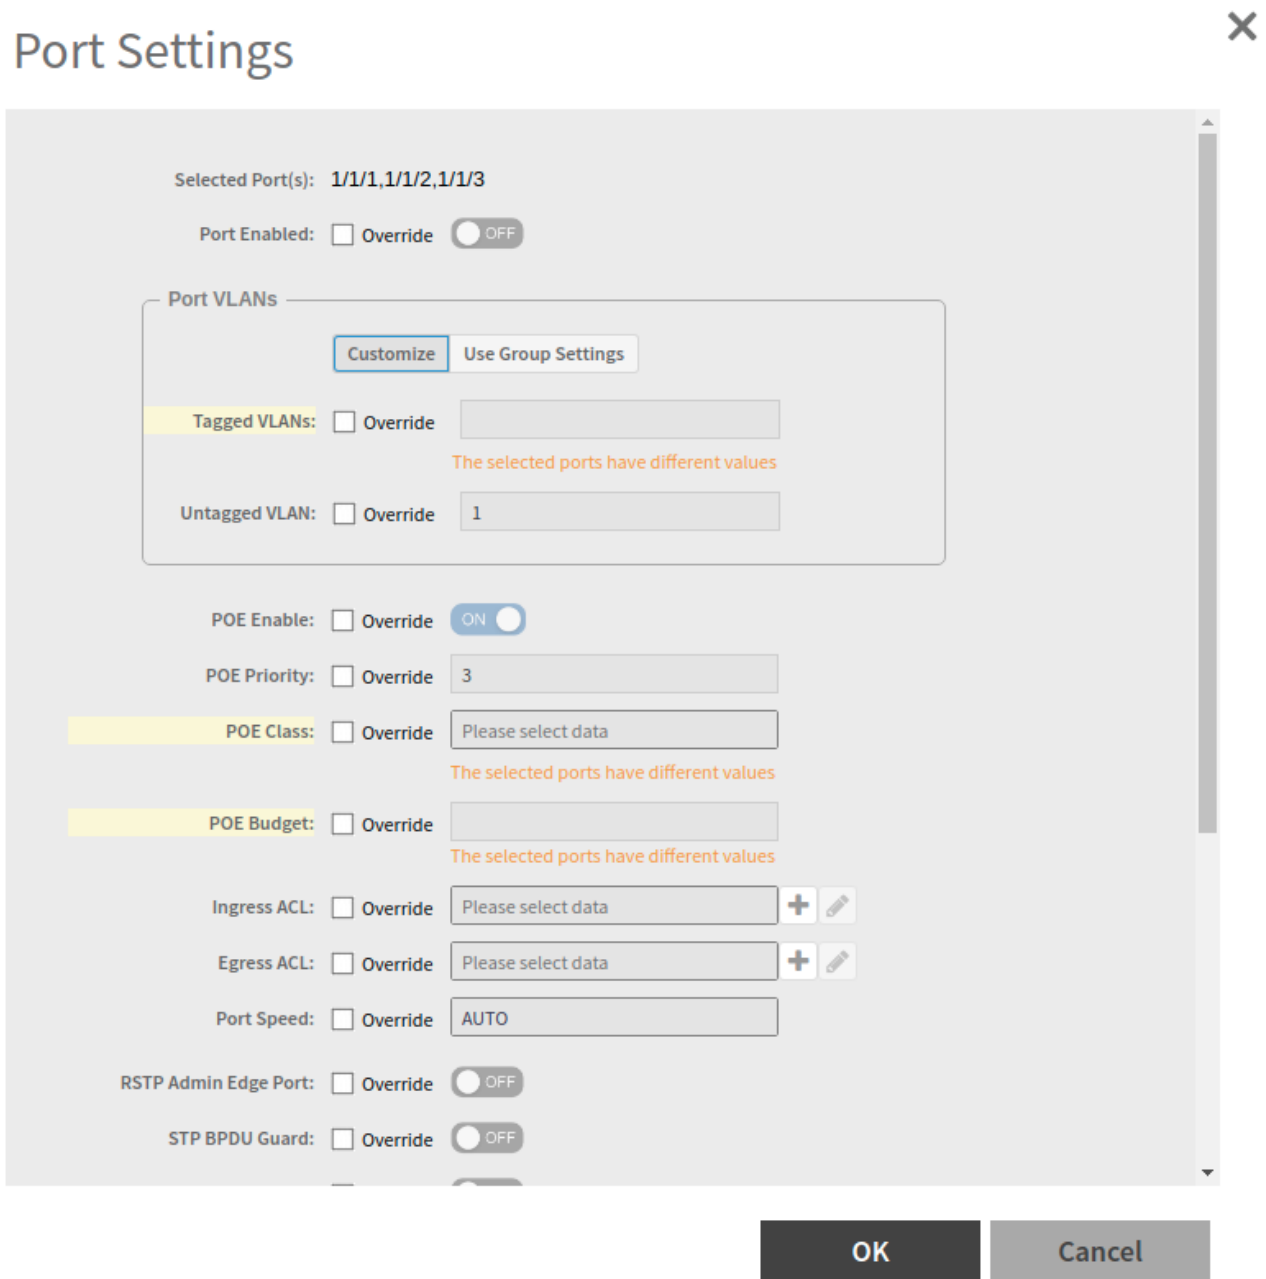 Port Settings
Selected Port(s): 1/1/1,1/1/2,1/1/3
Port Enabled: Override OFF
Port VLANs
Customize Use Group Settings
Tagged VLANs: Override
The selected ports have different values
Untagged VLAN: Override 1
POE Enable: Override ON
POE Priority: Override 3
POE Class: Override Please select data
The selected ports have different values
POE Budget: Override
The selected ports have different values
Ingress ACL: Override Please select data
Egress ACL: Override Please select data
Port Speed: Override AUTO
RSTP Admin Edge Port: Override OFF
STP BPDU Guard: Override OFF
OK Cancel